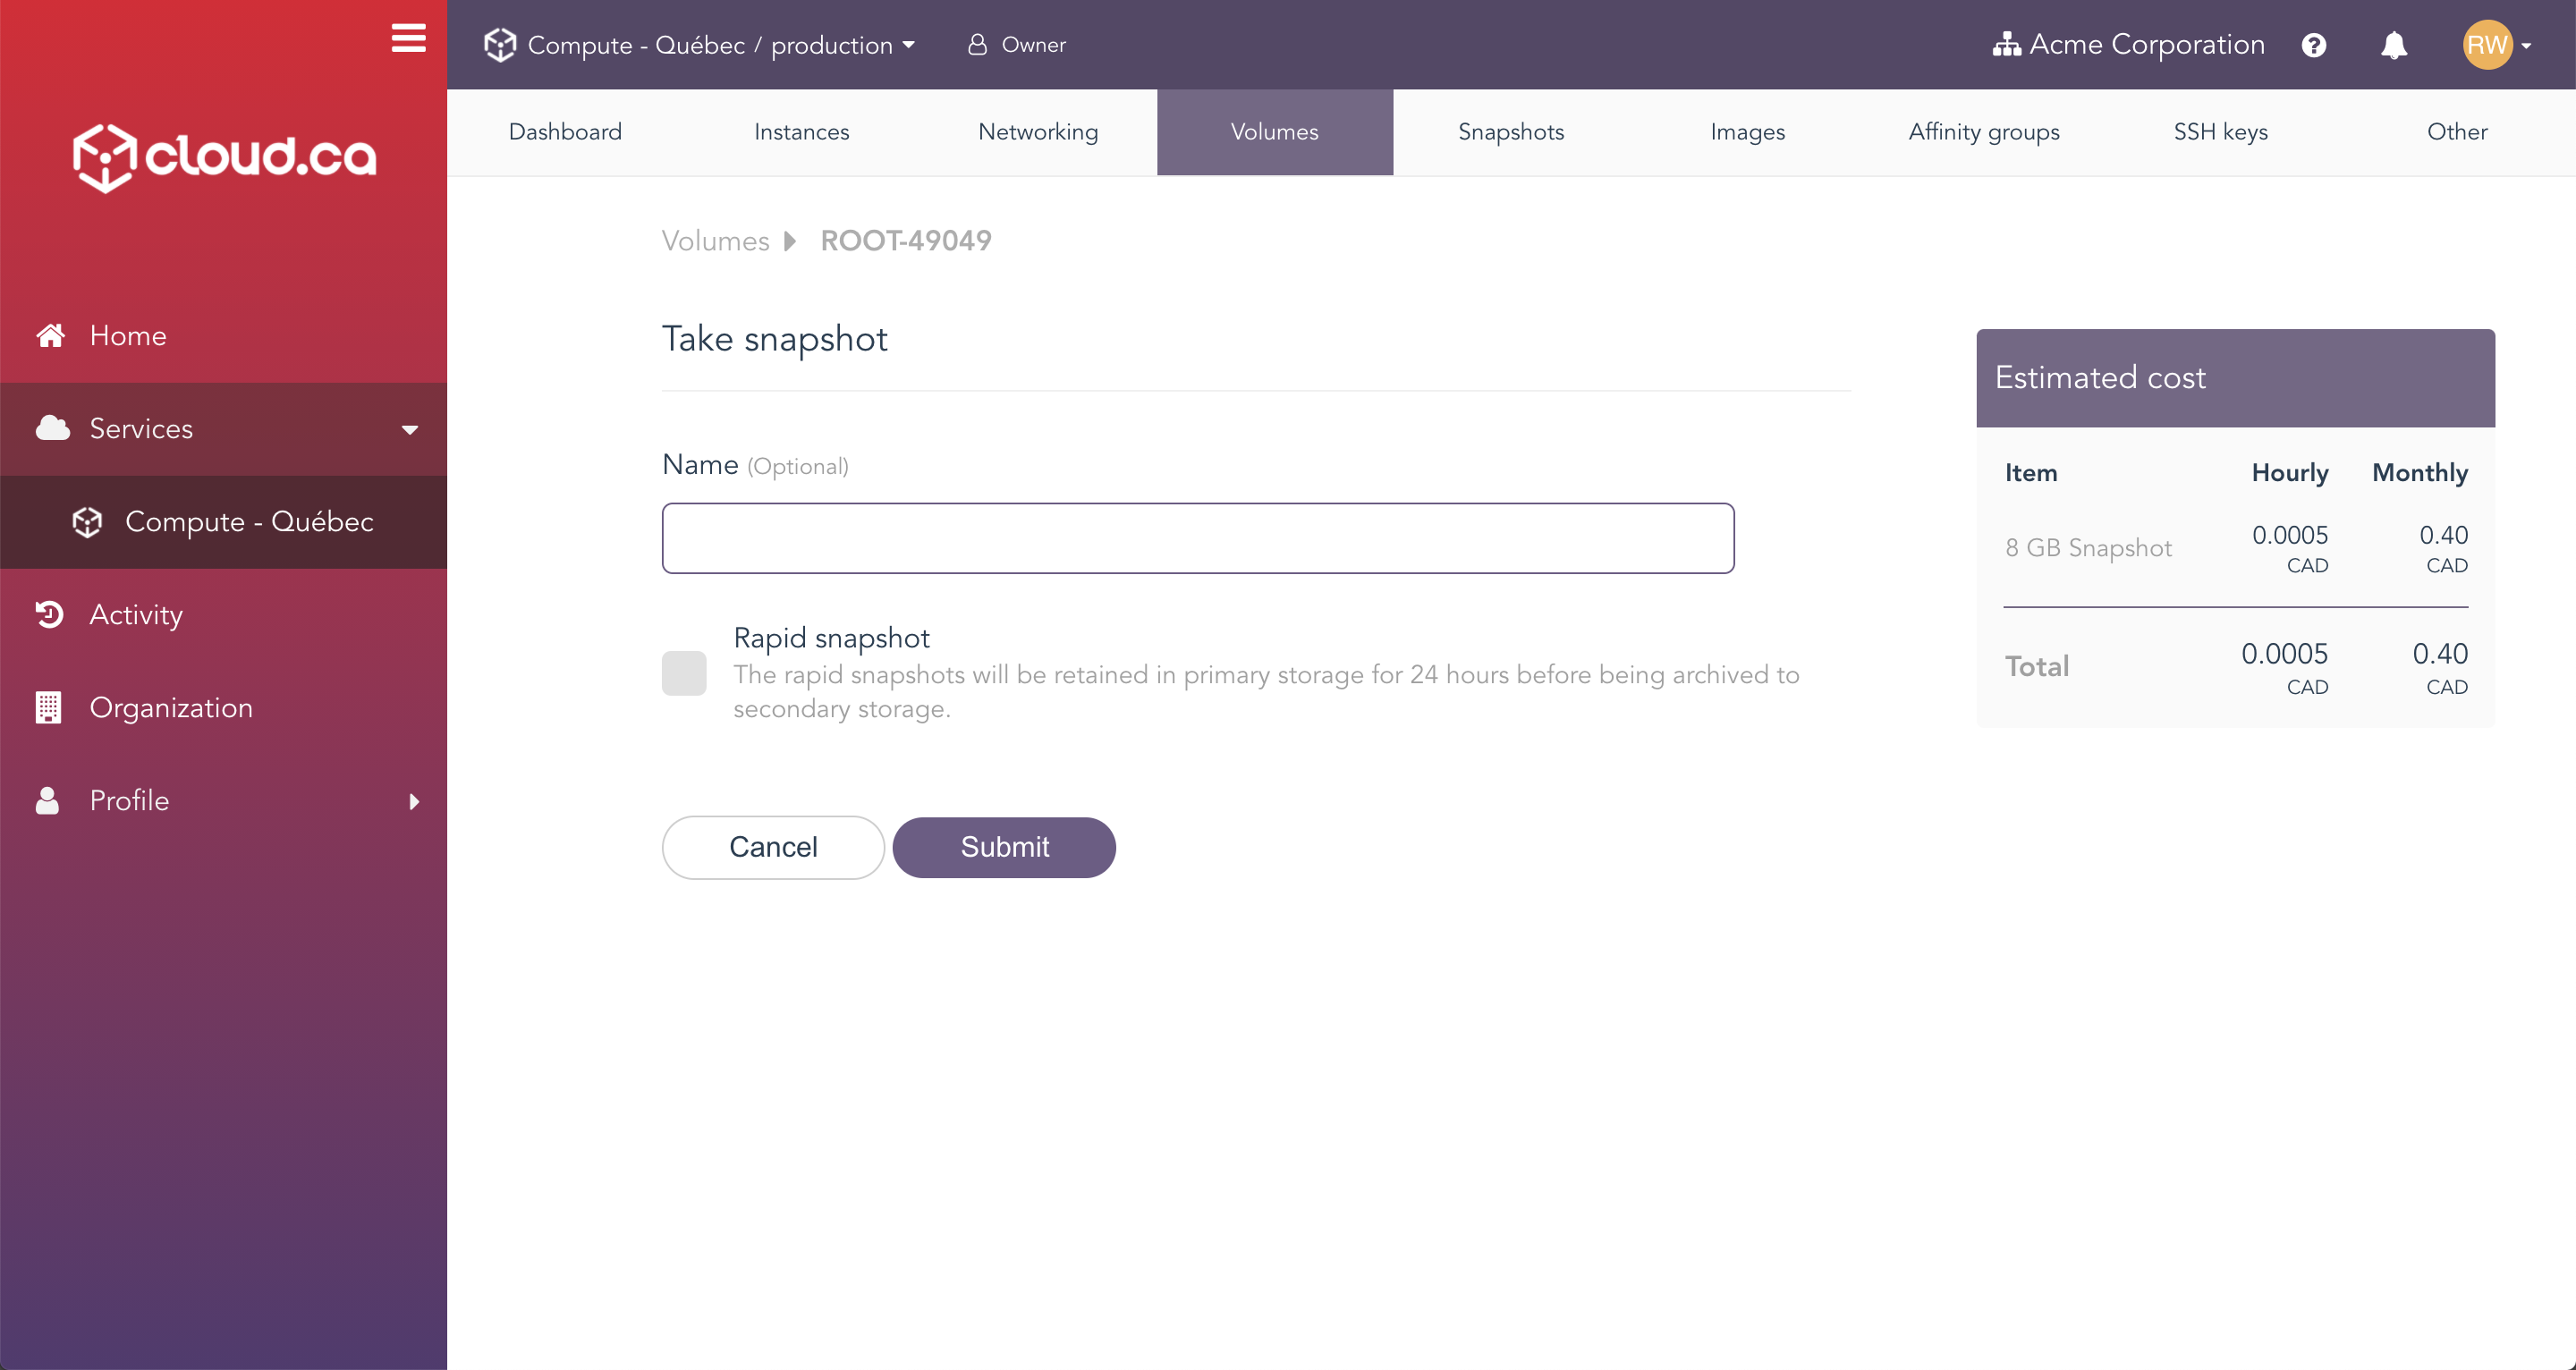 Compute - Québec / production
Owner
Acme Corporation
RW
cloud.ca
Home
Services
Compute - Québec
Activity
Organization
Profile
Dashboard
Instances
Networking
Volumes
Snapshots
Images
Affinity groups
SSH keys
Other
Volumes ROOT-49049
Take snapshot
Name (Optional)
Rapid snapshot
The rapid snapshots will be retained in primary storage for 24 hours before being archived to
secondary storage.
Cancel
Submit
Estimated cost
Item Hourly Monthly
8 GB Snapshot 0.0005 CAD 0.40 CAD
Total 0.0005 CAD 0.40 CAD